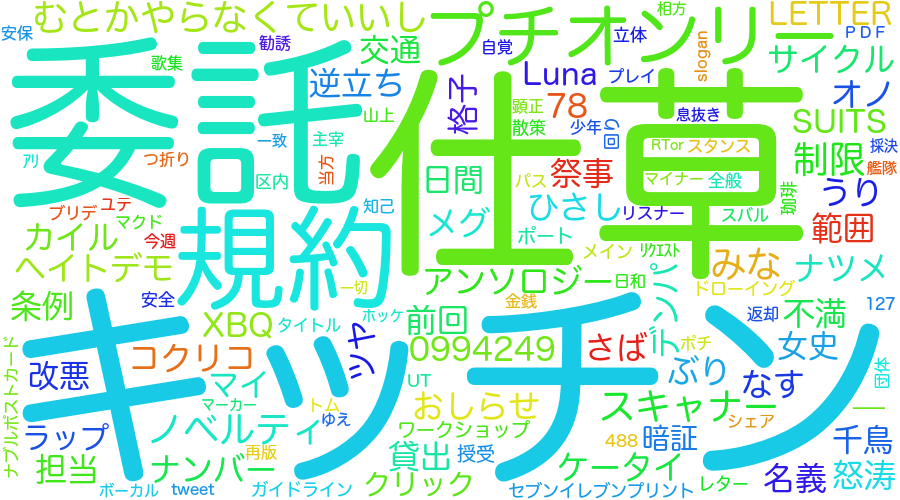 むとかやらなくていいし
プチオンリー
LETTER
相方
安保
委託
勧誘
交通
自覚
立体
slogan
PDF
歌集
逆立ち
Luna
プレイ
サイクル
仕草
格子
78
息抜き
オノ
山上
顕正
散策
少年
回り
SUITS
一致
主宰
RTor
スタンス
採決
アリ
つ折り
当方
制限
艦隊
区内
日間
パス
祭事
マイナー
全般
珈琲
うり
ブリデ
ユテ
マクド
規約
知己
メグ
ひさし
リスナー
スバル
範囲
カイル
今週
ポート
メイン
リクエスト
みな
ナツメ
ヘイトデモ
アンソロジー
日和
ドローイング
条例
安全
一切
ホッケ
金銭
返却
127
XBQ
タイトル
前回
不満
キッチン
コクリコ
ツヤ
0994249
さば
ポチ
女史
改悪
マイ
UT
ぶり
なす
団体
ナブルポストカード
マーカー
トム
ゆえ
おしらせ
スキャナー
シェア
ラップ
ノベルティ
再版
ワークショップ
488
暗証
千鳥
担当
ナンバー
貸出
授受
ケータイ
レター
名義
怒涛
ボーカル
tweet
ガイドライン
クリック
セブンイレブンプリント